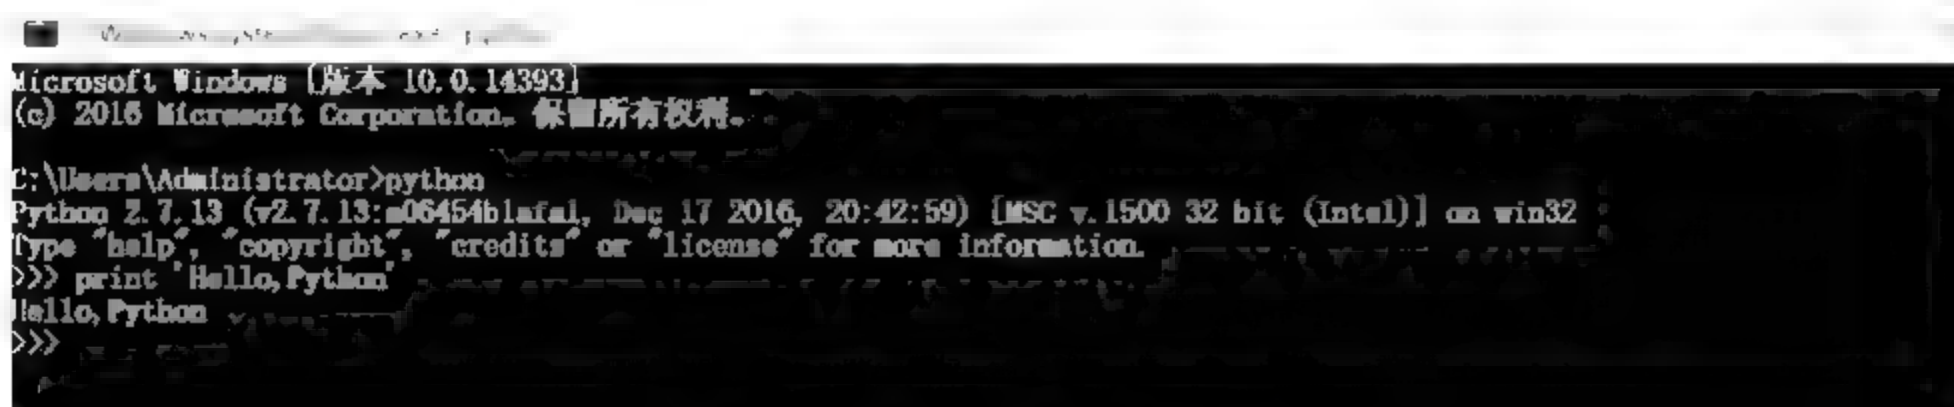 Microsoft Windows [版本 10.0.14393]
(c) 2016 Microsoft Corporation。保留所有权利。
C:\Users\Administrator>python
Python 2.7.13 (v2.7.13:a06454b1afa1, Dec 17 2016, 20:42:59) [MSC v.1500 32 bit (Intel)] on win32
Type "help", "copyright", "credits" or "license" for more information.
>>> print 'Hello,Python'
Hello,Python
>>>